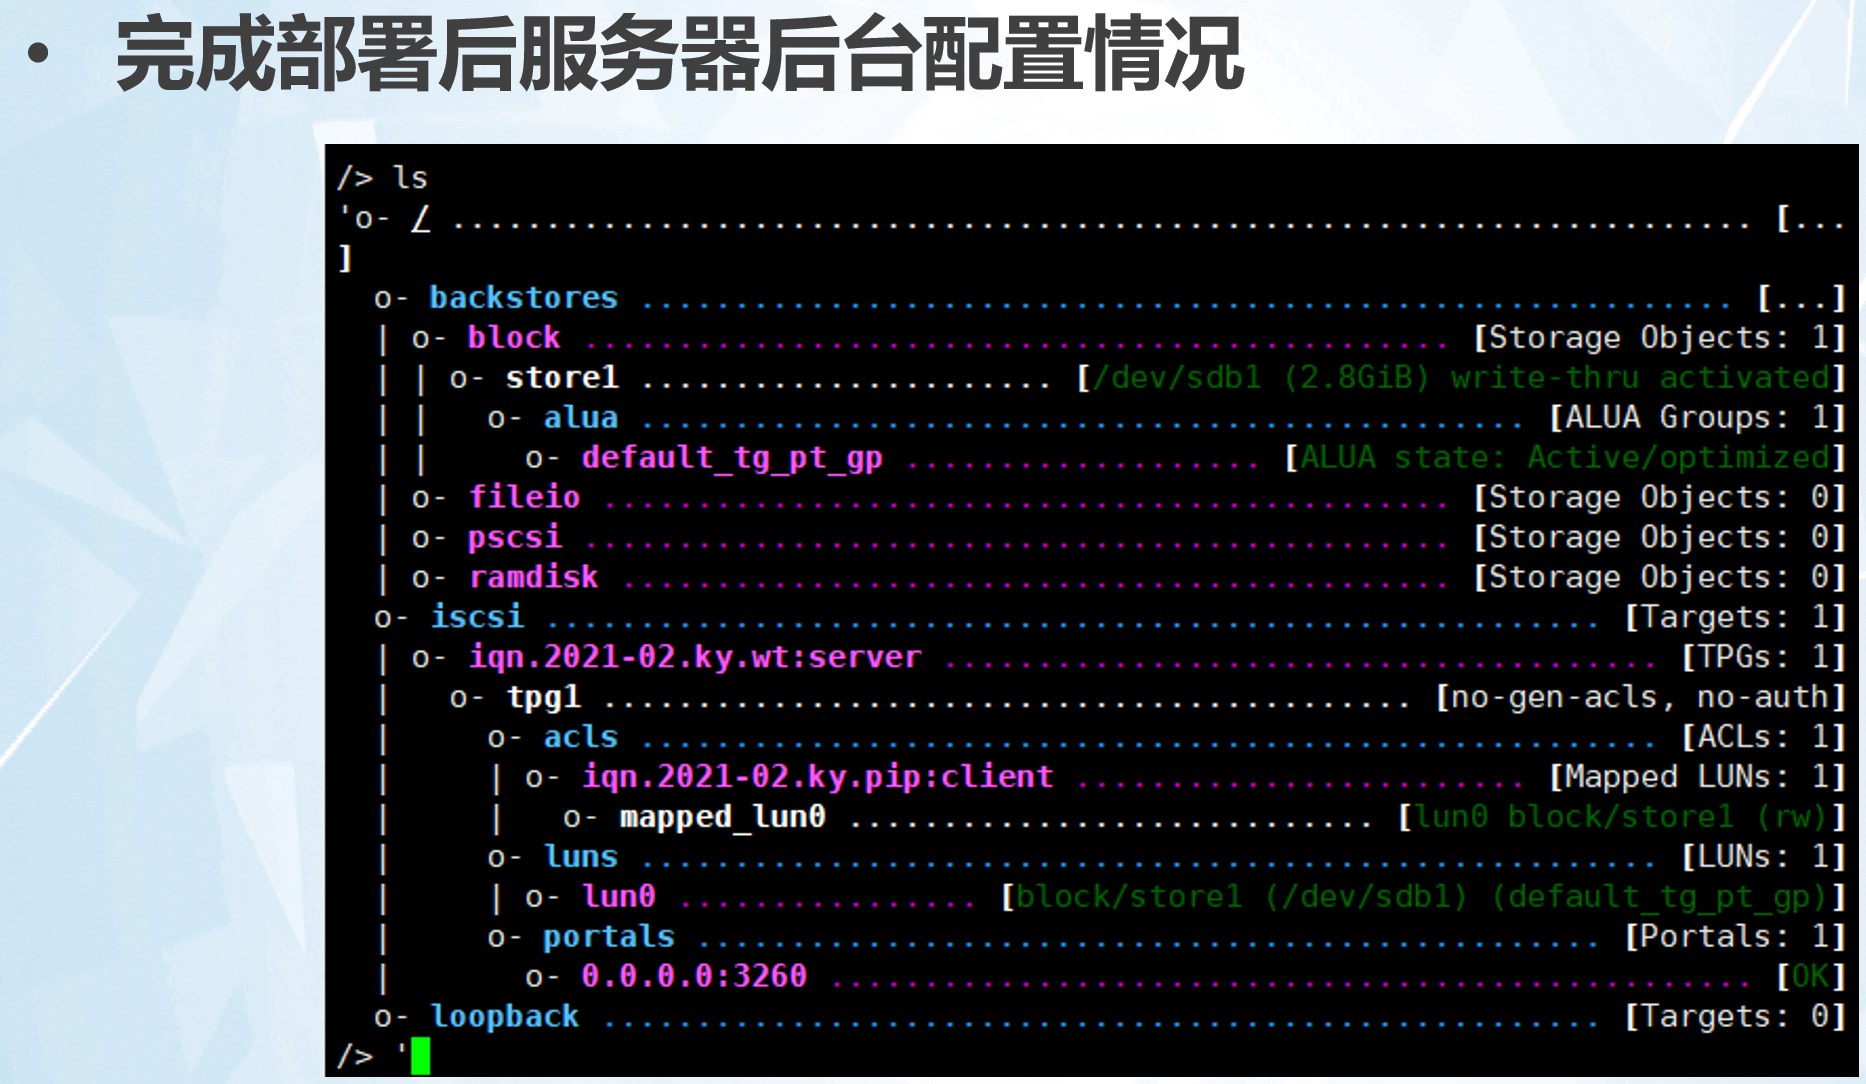 • 完成部署后服务器后台配置情况
/> ls
'o- / ..................................................................... [...
]
  o- backstores .......................................................... [...]
  | o- block .............................................. [Storage Objects: 1]
  | | o- store1 ...................... [/dev/sdb1 (2.8GiB) write-thru activated]
  | |   o- alua ............................................... [ALUA Groups: 1]
  | |     o- default_tg_pt_gp ................... [ALUA state: Active/optimized]
  | o- fileio ............................................. [Storage Objects: 0]
  | o- pscsi .............................................. [Storage Objects: 0]
  | o- ramdisk ............................................ [Storage Objects: 0]
  o- iscsi ........................................................ [Targets: 1]
  | o- iqn.2021-02.ky.wt:server ...................................... [TPGs: 1]
  |   o- tpg1 ........................................... [no-gen-acls, no-auth]
  |     o- acls ...................................................... [ACLs: 1]
  |     | o- iqn.2021-02.ky.pip:client ........................ [Mapped LUNs: 1]
  |     |   o- mapped_lun0 ............................ [lun0 block/store1 (rw)]
  |     o- luns ...................................................... [LUNs: 1]
  |     | o- lun0 ................ [block/store1 (/dev/sdb1) (default_tg_pt_gp)]
  |     o- portals ................................................ [Portals: 1]
  |       o- 0.0.0.0:3260 ................................................. [OK]
  o- loopback ..................................................... [Targets: 0]
/> '